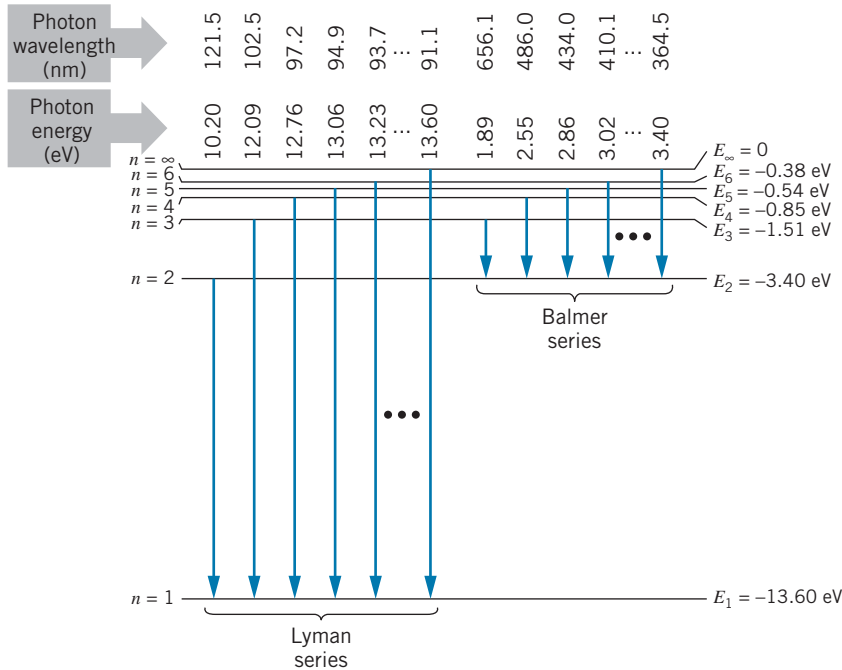 Photon
wavelength
(nm)
121.5 102.5 97.2 94.9 93.7 ... 91.1 656.1 486.0 434.0 410.1 ... 364.5
Photon
energy
(eV)
10.20 12.09 12.76 13.06 13.23 ... 13.60 1.89 2.55 2.86 3.02 ... 3.40
n = ∞ E∞ = 0
n = 6 E6 = –0.38 eV
n = 5 E5 = –0.54 eV
n = 4 E4 = –0.85 eV
n = 3 E3 = –1.51 eV
n = 2 E2 = –3.40 eV
Balmer
series
n = 1 E1 = –13.60 eV
Lyman
series